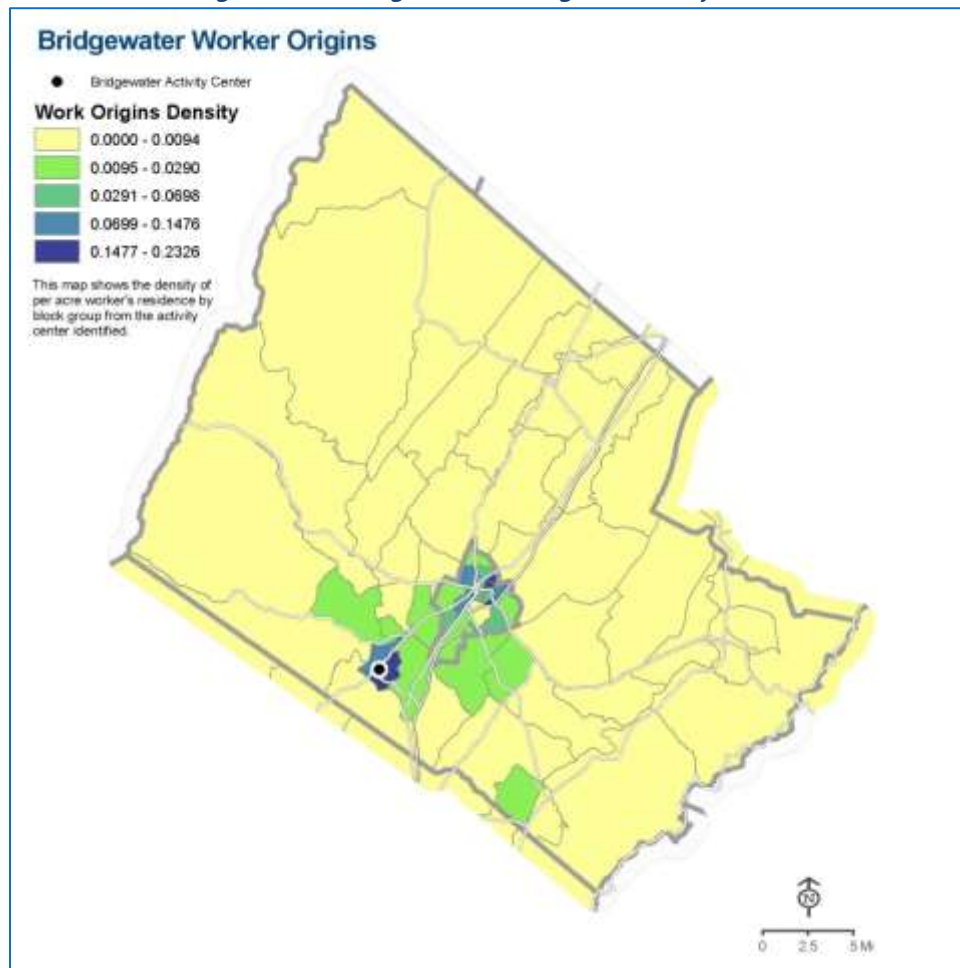 Bridgewater Worker Origins
Bridgewater Activity Center
Work Origins Density
0.0000 - 0.0094
0.0095 - 0.0290
0.0291 - 0.0698
0.0699 - 0.1476
0.1477 - 0.2326
This map shows the density of
per acre worker's residence by
block group from the activity
center identified.
N
0 2.5 5 Mi